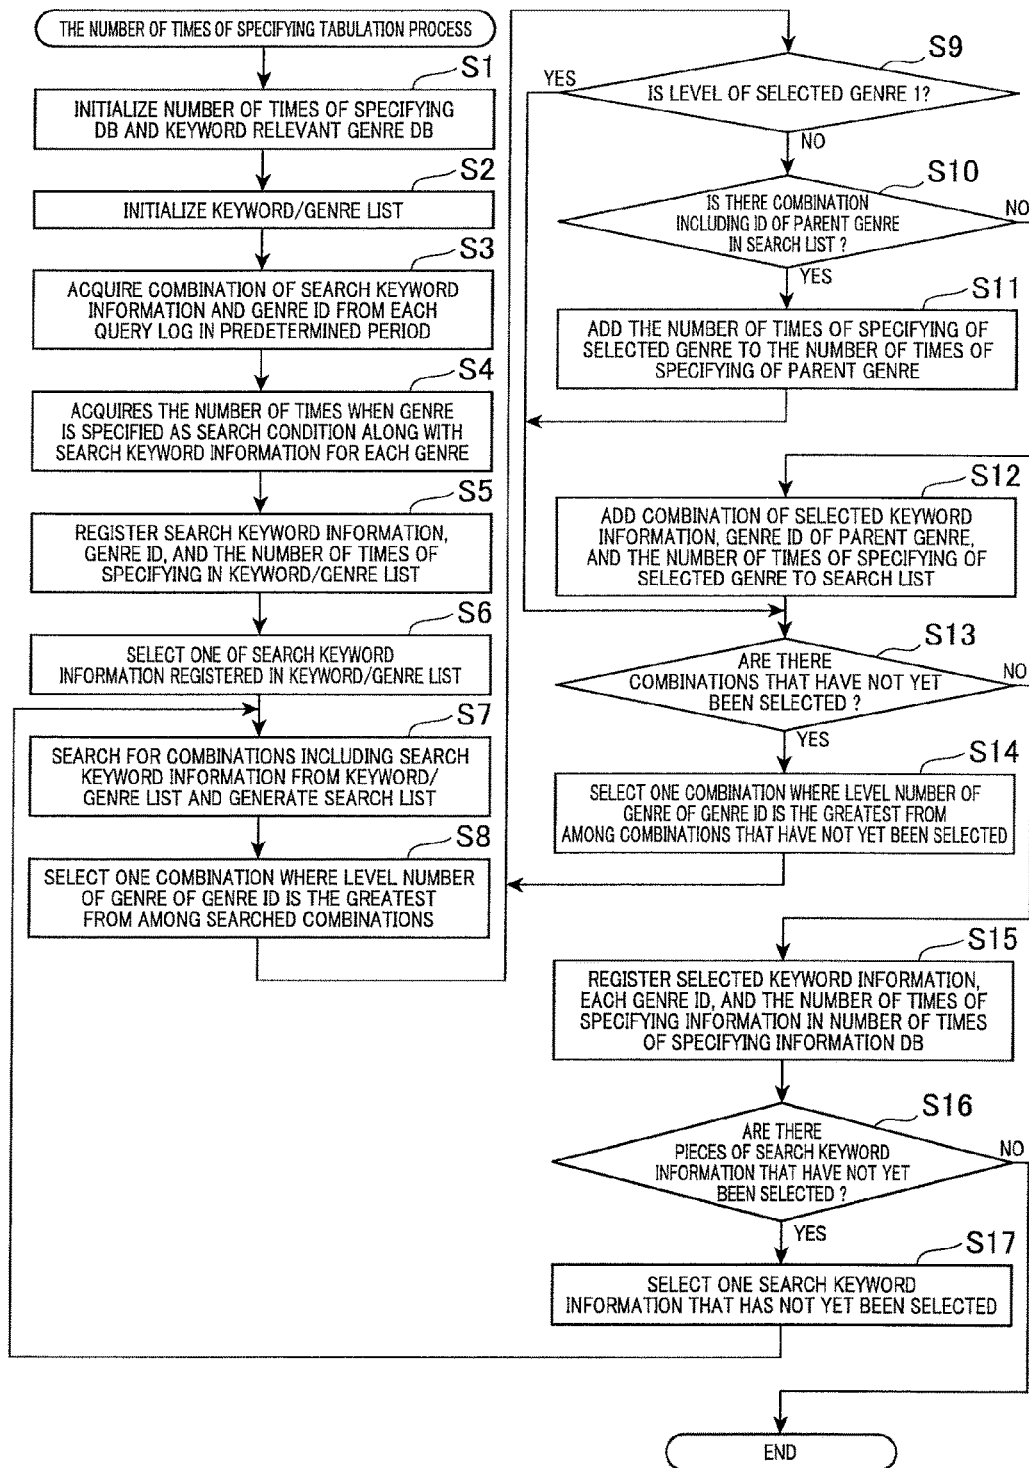 THE NUMBER OF TIMES OF SPECIFYING TABULATION PROCESS
S1
INITIALIZE NUMBER OF TIMES OF SPECIFYING
DB AND KEYWORD RELEVANT GENRE DB
S2
INITIALIZE KEYWORD/GENRE LIST
S3
ACQUIRE COMBINATION OF SEARCH KEYWORD
INFORMATION AND GENRE ID FROM EACH
QUERY LOG IN PREDETERMINED PERIOD
S4
ACQUIRES THE NUMBER OF TIMES WHEN GENRE
IS SPECIFIED AS SEARCH CONDITION ALONG WITH
SEARCH KEYWORD INFORMATION FOR EACH GENRE
S5
REGISTER SEARCH KEYWORD INFORMATION,
GENRE ID, AND THE NUMBER OF TIMES OF
SPECIFYING IN KEYWORD/GENRE LIST
S6
SELECT ONE OF SEARCH KEYWORD
INFORMATION REGISTERED IN KEYWORD/GENRE LIST
S7
SEARCH FOR COMBINATIONS INCLUDING SEARCH
KEYWORD INFORMATION FROM KEYWORD/
GENRE LIST AND GENERATE SEARCH LIST
S8
SELECT ONE COMBINATION WHERE LEVEL NUMBER
OF GENRE OF GENRE ID IS THE GREATEST
FROM AMONG SEARCHED COMBINATIONS
S9
YES
IS LEVEL OF SELECTED GENRE 1?
NO
S10
IS THERE COMBINATION
INCLUDING ID OF PARENT GENRE
IN SEARCH LIST ?
NO
YES
S11
ADD THE NUMBER OF TIMES OF SPECIFYING OF
SELECTED GENRE TO THE NUMBER OF TIMES OF
SPECIFYING OF PARENT GENRE
S12
ADD COMBINATION OF SELECTED KEYWORD
INFORMATION, GENRE ID OF PARENT GENRE,
AND THE NUMBER OF TIMES OF SPECIFYING OF
SELECTED GENRE TO SEARCH LIST
S13
ARE THERE
COMBINATIONS THAT HAVE NOT YET
BEEN SELECTED ?
NO
YES
S14
SELECT ONE COMBINATION WHERE LEVEL NUMBER OF
GENRE OF GENRE ID IS THE GREATEST FROM
AMONG COMBINATIONS THAT HAVE NOT YET BEEN SELECTED
S15
REGISTER SELECTED KEYWORD INFORMATION,
EACH GENRE ID, AND THE NUMBER OF TIMES OF
SPECIFYING INFORMATION IN NUMBER OF TIMES
OF SPECIFYING INFORMATION DB
S16
ARE THERE
PIECES OF SEARCH KEYWORD
INFORMATION THAT HAVE NOT YET
BEEN SELECTED ?
NO
YES
S17
SELECT ONE SEARCH KEYWORD
INFORMATION THAT HAS NOT YET BEEN SELECTED
END